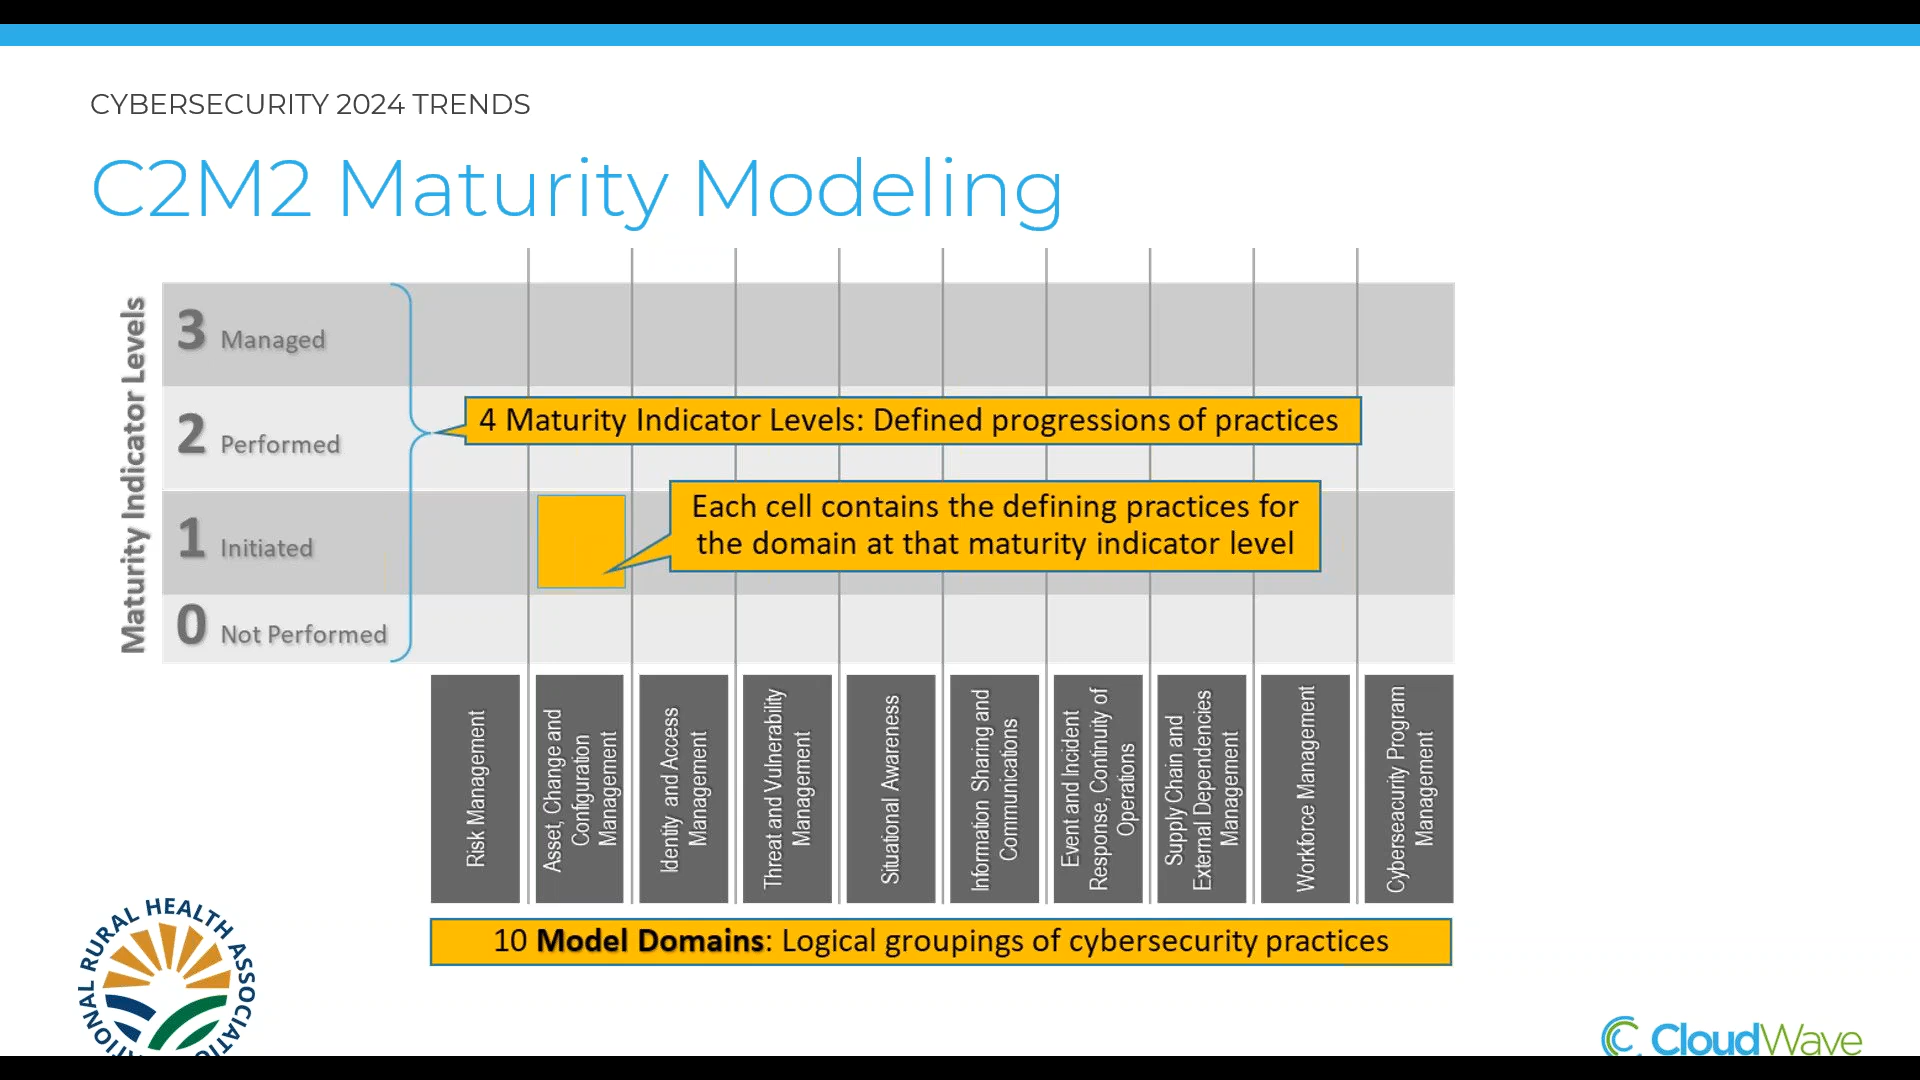 CYBERSECURITY 2024 TRENDS
C2M2 Maturity Modeling
Maturity Indicator Levels
3 Managed
2 Performed
1 Initiated
0 Not Performed
4 Maturity Indicator Levels: Defined progressions of practices
Each cell contains the defining practices for
the domain at that maturity indicator level
Risk Management
Asset, Change and
Configuration
Management
Identity and Access
Management
Threat and Vulnerability
Management
Situational Awareness
Information Sharing and
Communications
Event and Incident
Response, Continuity of
Operations
Supply Chain and
External Dependencies
Management
Workforce Management
Cybersecurity Program
Management
10 Model Domains: Logical groupings of cybersecurity practices
RURAL HEALTH
CloudWave